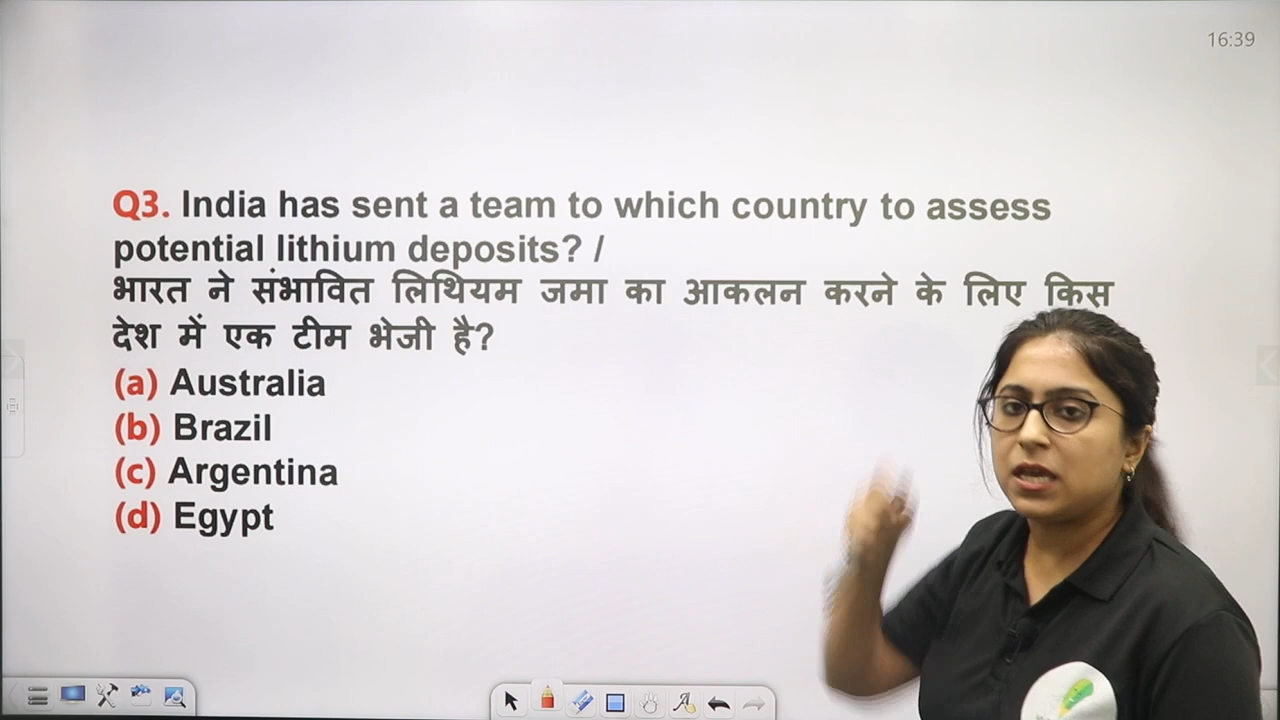 16:39
Q3. India has sent a team to which country to assess
potential lithium deposits? /
भारत ने संभावित लिथियम जमा का आकलन करने के लिए किस
देश में एक टीम भेजी है?
(a) Australia
(b) Brazil
(c) Argentina
(d) Egypt